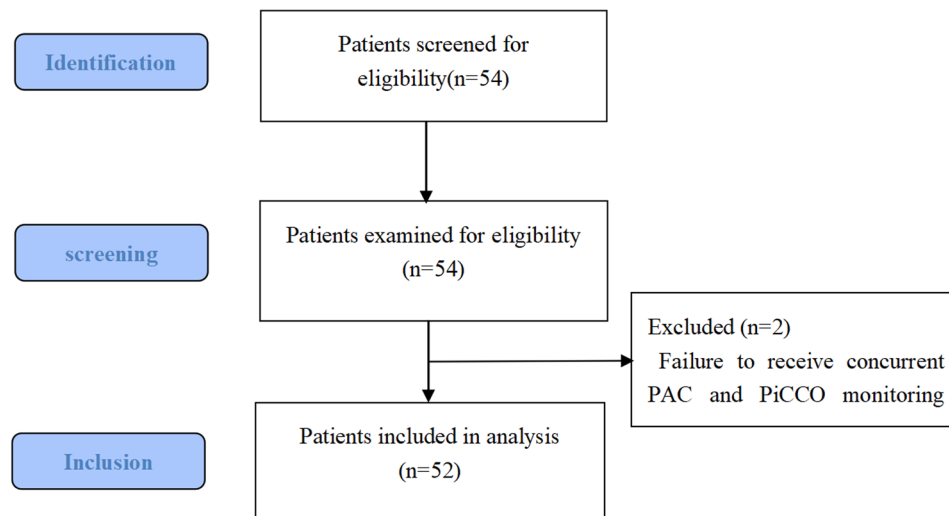 Identification
Patients screened for
eligibility(n=54)
screening
Patients examined for eligibility
(n=54)
Excluded (n=2)
Failure to receive concurrent
PAC and PiCCO monitoring
Inclusion
Patients included in analysis
(n=52)